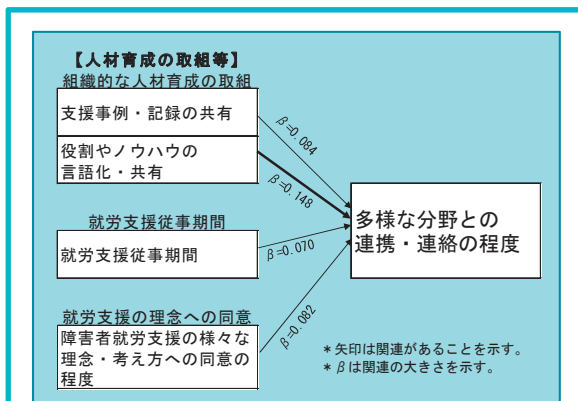 【人材育成の取組等】
組織的な人材育成の取組
支援事例・記録の共有
役割やノウハウの
言語化・共有
就労支援従事期間
就労支援従事期間
就労支援の理念への同意
障害者就労支援の様々な
理念・考え方への同意の
程度
β=0.084
β=0.148
β=0.070
β=0.082
多様な分野との
連携・連絡の程度
＊矢印は関連があることを示す。
＊βは関連の大きさを示す。